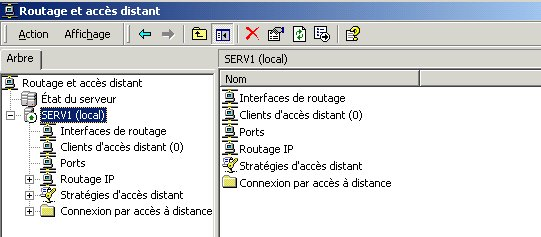 Routage et accès distant
Action Affichage
Arbre
SERV1 (local)
Routage et accès distant
État du serveur
SERV1 (local)
Interfaces de routage
Clients d'accès distant (0)
Ports
Routage IP
Stratégies d'accès distant
Connexion par accès à distance
Nom
Interfaces de routage
Clients d'accès distant (0)
Ports
Routage IP
Stratégies d'accès distant
Connexion par accès à distance